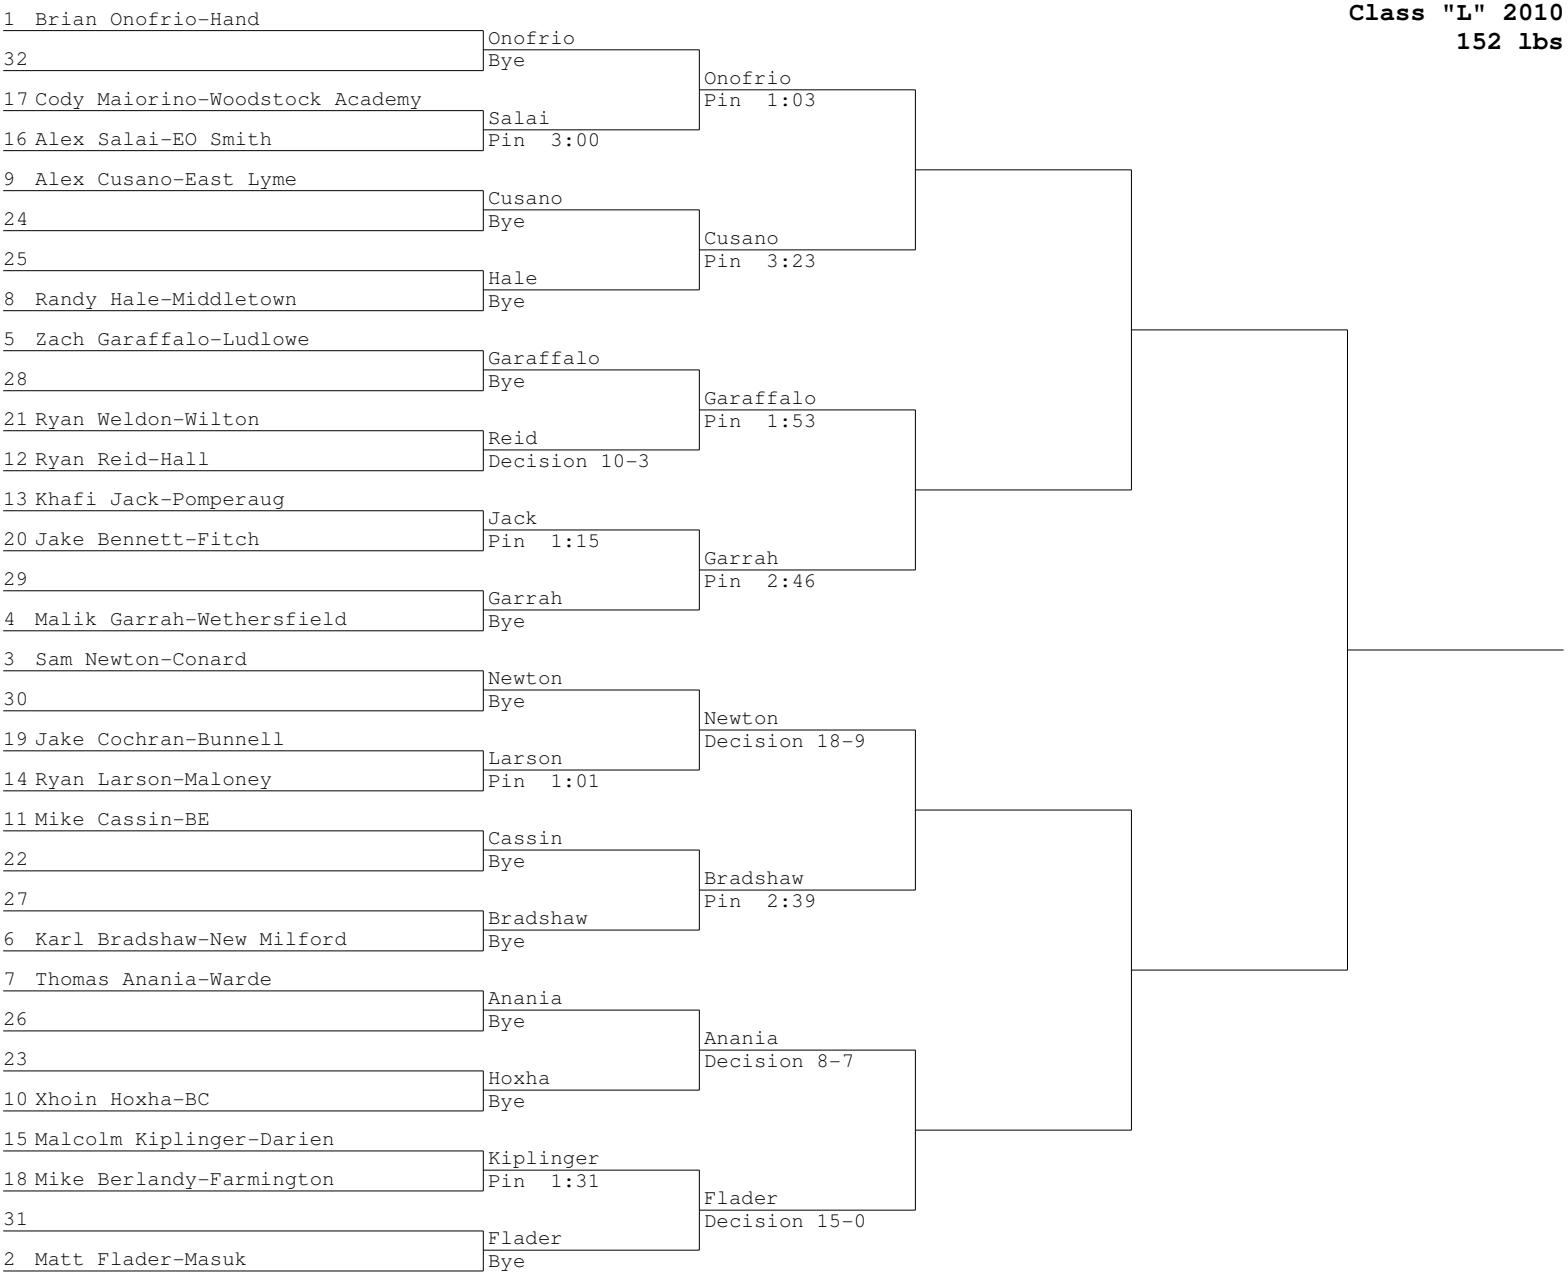 Class "L" 2010
152 lbs
1 Brian Onofrio-Hand
32
17 Cody Maiorino-Woodstock Academy
16 Alex Salai-EO Smith
9 Alex Cusano-East Lyme
24
25
8 Randy Hale-Middletown
5 Zach Garaffalo-Ludlowe
28
21 Ryan Weldon-Wilton
12 Ryan Reid-Hall
13 Khafi Jack-Pomperaug
20 Jake Bennett-Fitch
29
4 Malik Garrah-Wethersfield
3 Sam Newton-Conard
30
19 Jake Cochran-Bunnell
14 Ryan Larson-Maloney
11 Mike Cassin-BE
22
27
6 Karl Bradshaw-New Milford
7 Thomas Anania-Warde
26
23
10 Xhoin Hoxha-BC
15 Malcolm Kiplinger-Darien
18 Mike Berlandy-Farmington
31
2 Matt Flader-Masuk
Onofrio
Bye
Salai
Pin 3:00
Cusano
Bye
Hale
Bye
Garaffalo
Bye
Reid
Decision 10-3
Jack
Pin 1:15
Garrah
Bye
Newton
Bye
Larson
Pin 1:01
Cassin
Bye
Bradshaw
Bye
Anania
Bye
Hoxha
Bye
Kiplinger
Pin 1:31
Flader
Bye
Onofrio
Pin 1:03
Cusano
Pin 3:23
Garaffalo
Pin 1:53
Garrah
Pin 2:46
Newton
Decision 18-9
Bradshaw
Pin 2:39
Anania
Decision 8-7
Flader
Decision 15-0